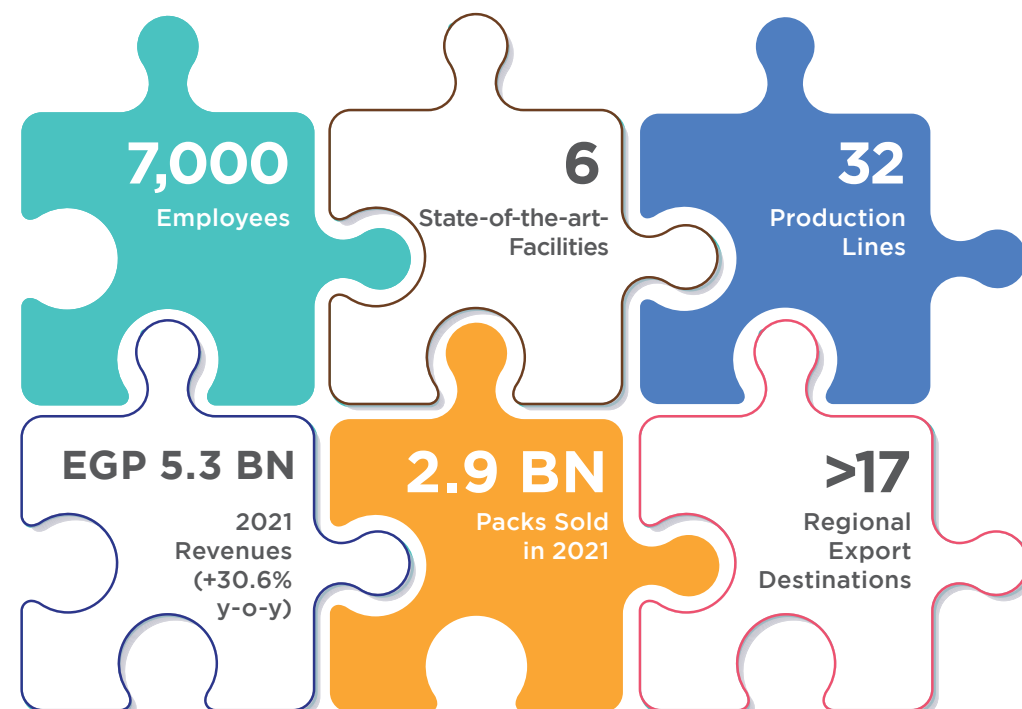 7,000
Employees
6
State-of-the-art-
Facilities
32
Production
Lines
EGP 5.3 BN
2021
Revenues
(+30.6%
y-o-y)
2.9 BN
Packs Sold
in 2021
>17
Regional
Export
Destinations